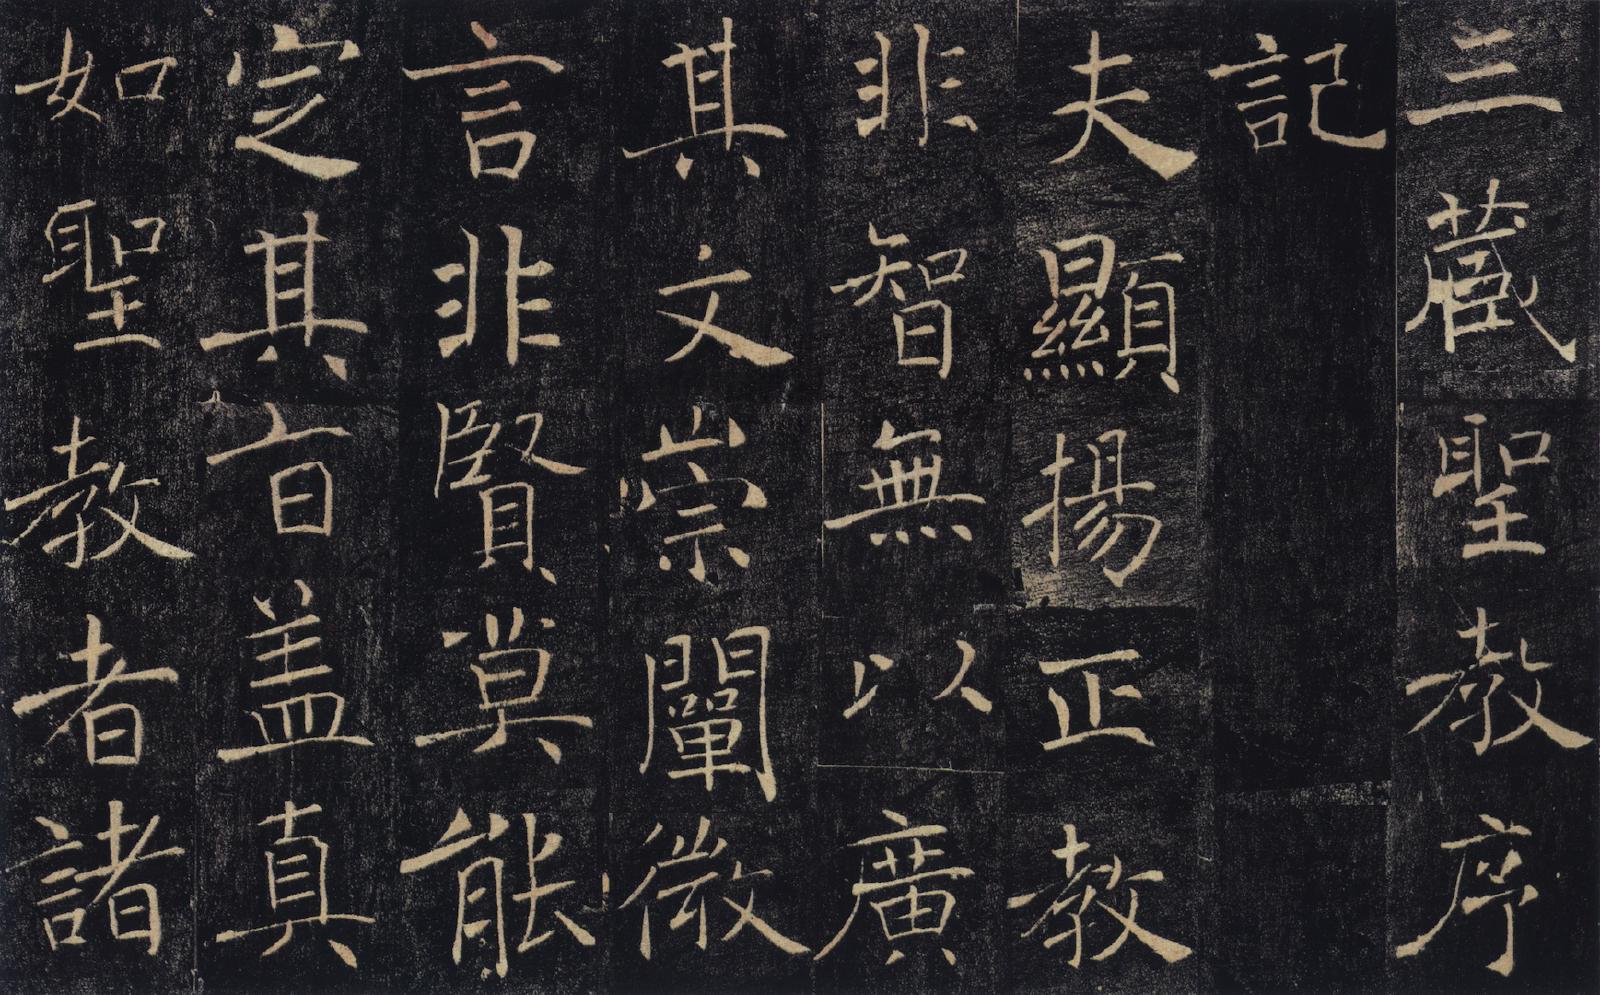 三藏聖教序
記
夫顯揚正教
非智無以廣
其文崇闡微
言非賢莫能
定其旨盖真
如聖教者諸